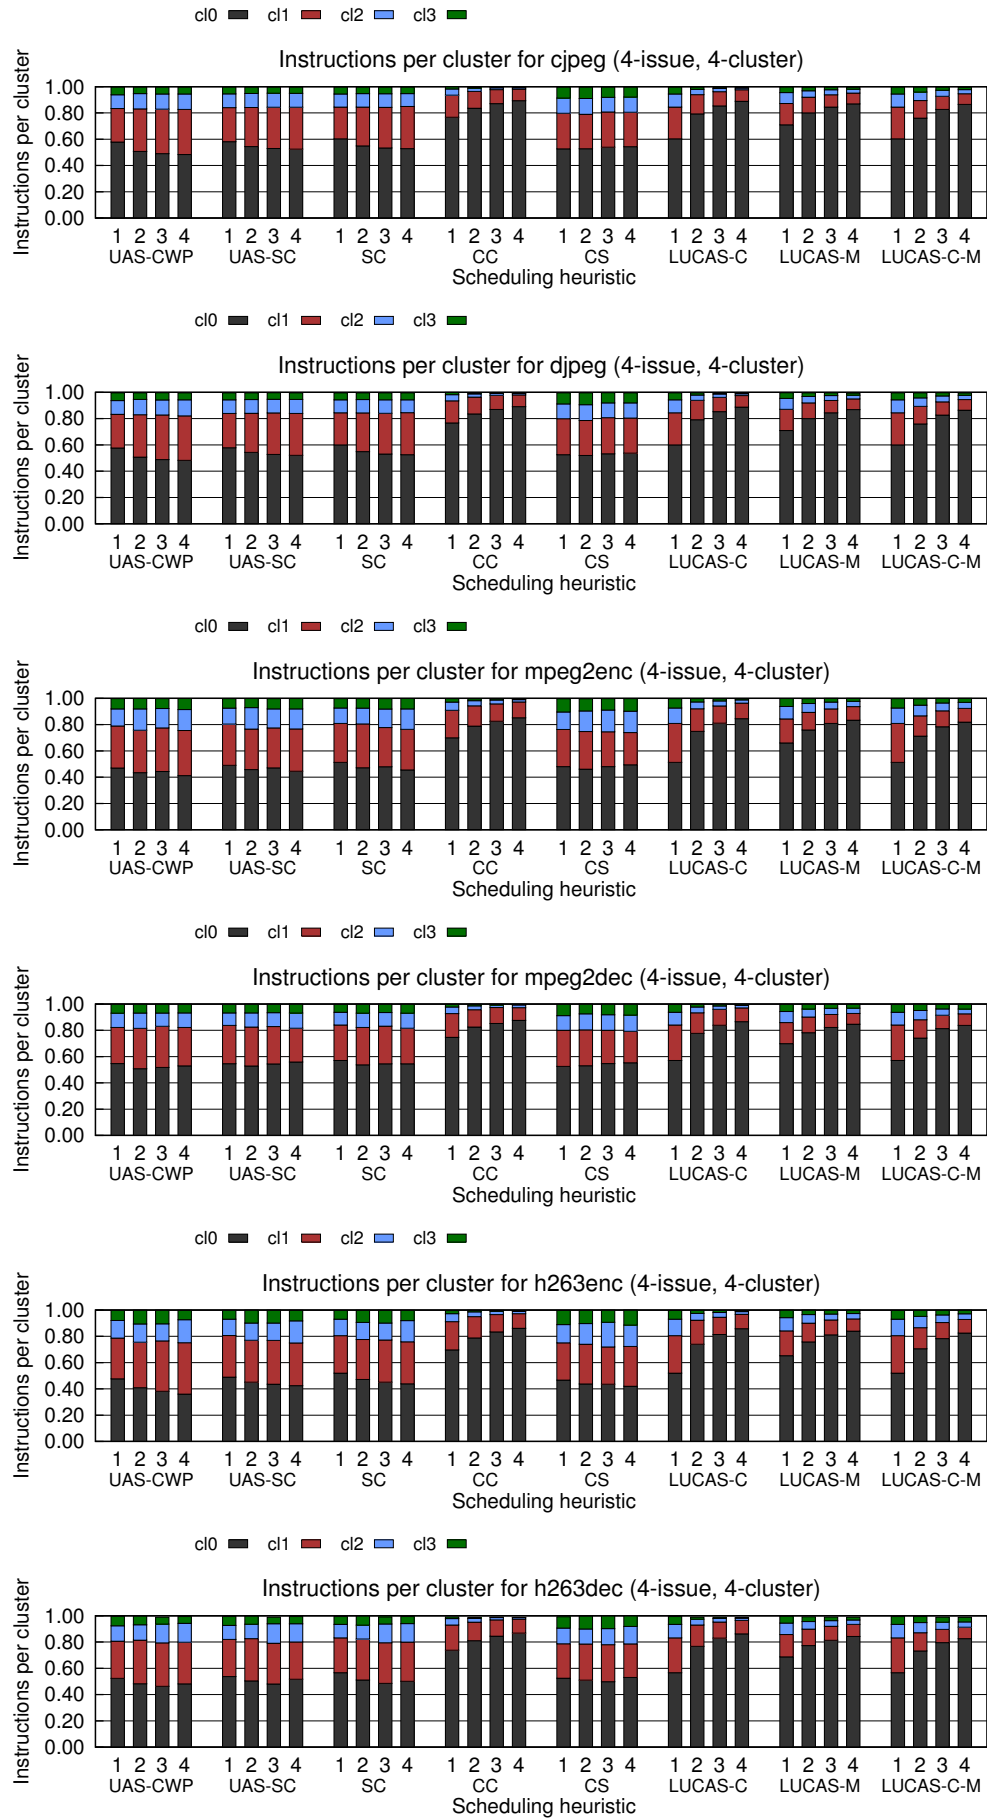 cl0 cl1 cl2 cl3
Instructions per cluster for cjpeg (4-issue, 4-cluster)
Instructions per cluster
1.00
0.80
0.60
0.40
0.20
0.00
1 2 3 4 1 2 3 4 1 2 3 4 1 2 3 4 1 2 3 4 1 2 3 4 1 2 3 4 1 2 3 4
UAS-CWP UAS-SC SC CC CS LUCAS-C LUCAS-M LUCAS-C-M
Scheduling heuristic
cl0 cl1 cl2 cl3
Instructions per cluster for djpeg (4-issue, 4-cluster)
Instructions per cluster
1.00
0.80
0.60
0.40
0.20
0.00
1 2 3 4 1 2 3 4 1 2 3 4 1 2 3 4 1 2 3 4 1 2 3 4 1 2 3 4 1 2 3 4
UAS-CWP UAS-SC SC CC CS LUCAS-C LUCAS-M LUCAS-C-M
Scheduling heuristic
cl0 cl1 cl2 cl3
Instructions per cluster for mpeg2enc (4-issue, 4-cluster)
Instructions per cluster
1.00
0.80
0.60
0.40
0.20
0.00
1 2 3 4 1 2 3 4 1 2 3 4 1 2 3 4 1 2 3 4 1 2 3 4 1 2 3 4 1 2 3 4
UAS-CWP UAS-SC SC CC CS LUCAS-C LUCAS-M LUCAS-C-M
Scheduling heuristic
cl0 cl1 cl2 cl3
Instructions per cluster for mpeg2dec (4-issue, 4-cluster)
Instructions per cluster
1.00
0.80
0.60
0.40
0.20
0.00
1 2 3 4 1 2 3 4 1 2 3 4 1 2 3 4 1 2 3 4 1 2 3 4 1 2 3 4 1 2 3 4
UAS-CWP UAS-SC SC CC CS LUCAS-C LUCAS-M LUCAS-C-M
Scheduling heuristic
cl0 cl1 cl2 cl3
Instructions per cluster for h263enc (4-issue, 4-cluster)
Instructions per cluster
1.00
0.80
0.60
0.40
0.20
0.00
1 2 3 4 1 2 3 4 1 2 3 4 1 2 3 4 1 2 3 4 1 2 3 4 1 2 3 4 1 2 3 4
UAS-CWP UAS-SC SC CC CS LUCAS-C LUCAS-M LUCAS-C-M
Scheduling heuristic
cl0 cl1 cl2 cl3
Instructions per cluster for h263dec (4-issue, 4-cluster)
Instructions per cluster
1.00
0.80
0.60
0.40
0.20
0.00
1 2 3 4 1 2 3 4 1 2 3 4 1 2 3 4 1 2 3 4 1 2 3 4 1 2 3 4 1 2 3 4
UAS-CWP UAS-SC SC CC CS LUCAS-C LUCAS-M LUCAS-C-M
Scheduling heuristic